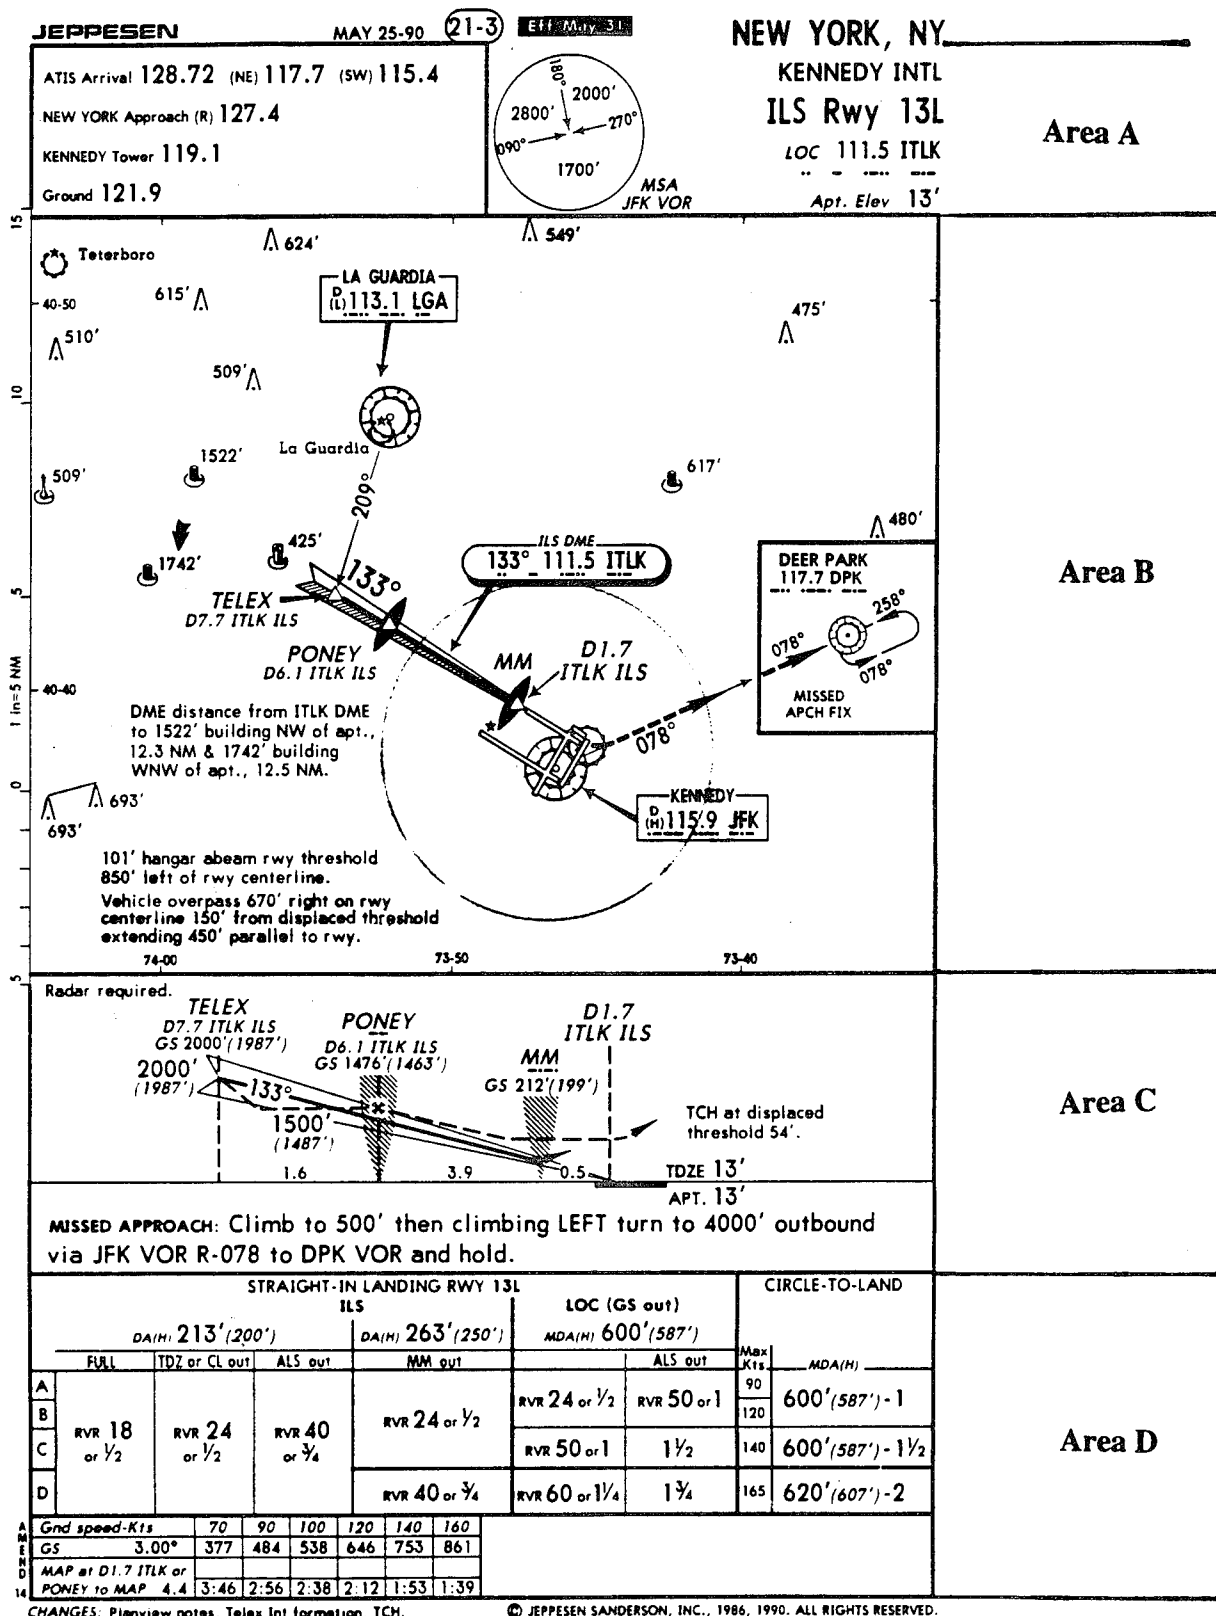 JEPPESEN MAY 25-90 21-3 Eff May 31
NEW YORK, NY
KENNEDY INTL
ILS Rwy 13L
LOC 111.5 ITLK
Apt. Elev 13'
ATIS Arrival 128.72 (NE) 117.7 (SW) 115.4
NEW YORK Approach (R) 127.4
KENNEDY Tower 119.1
Ground 121.9
180°
2000'
2800'
270°
090°
1700'
MSA
JFK VOR
Area A
15
624'
549'
Teterboro
LA GUARDIA
D
(L) 113.1 LGA
615'
40-50
475'
510'
509'
10
La Guardia
1522'
617'
509'
209°
480'
425'
1742'
ILS DME
133° 111.5 ITLK
133°
DEER PARK
117.7 DPK
258°
078°
078°
MISSED
APCH FIX
Area B
5
TELEX
D7.7 ITLK ILS
PONEY
D6.1 ITLK ILS
MM
D1.7
ITLK ILS
1 in=5 NM
40-40
078°
DME distance from ITLK DME
to 1522' building NW of apt.,
12.3 NM & 1742' building
WNW of apt., 12.5 NM.
0
693'
693'
KENNEDY
D
(H) 115.9 JFK
101' hangar abeam rwy threshold
850' left of rwy centerline.
Vehicle overpass 670' right on rwy
centerline 150' from displaced threshold
extending 450' parallel to rwy.
74-00 73-50 73-40
5
Radar required.
TELEX
D7.7 ITLK ILS
GS 2000'(1987')
2000'
(1987')
133°
PONEY
D6.1 ITLK ILS
GS 1476'(1463')
1500'
(1487')
MM
GS 212'(199')
D1.7
ITLK ILS
TCH at displaced
threshold 54'.
1.6 3.9 0.5
TDZE 13'
APT. 13'
Area C
MISSED APPROACH: Climb to 500' then climbing LEFT turn to 4000' outbound
via JFK VOR R-078 to DPK VOR and hold.
STRAIGHT-IN LANDING RWY 13L CIRCLE-TO-LAND
ILS LOC (GS out)
DA(H) 213'(200') DA(H) 263'(250') MDA(H) 600'(587')
FULL TDZ or CL out ALS out MM out ALS out Max Kts MDA(H)
A
B
C
D
RVR 18 or 1/2
RVR 24 or 1/2
RVR 40 or 3/4
RVR 24 or 1/2
RVR 40 or 3/4
RVR 24 or 1/2 RVR 50 or 1
RVR 50 or 1 1 1/2
RVR 60 or 1 1/4 1 3/4
90
120
600'(587')-1
140 600'(587')-1 1/2
165 620'(607')-2
Area D
AMEND 14
Gnd speed-Kts 70 90 100 120 140 160
GS 3.00° 377 484 538 646 753 861
MAP at D1.7 ITLK or
PONEY to MAP 4.4 3:46 2:56 2:38 2:12 1:53 1:39
CHANGES: Planview notes, Telex Int formation, TCH. © JEPPESEN SANDERSON, INC., 1986, 1990. ALL RIGHTS RESERVED.